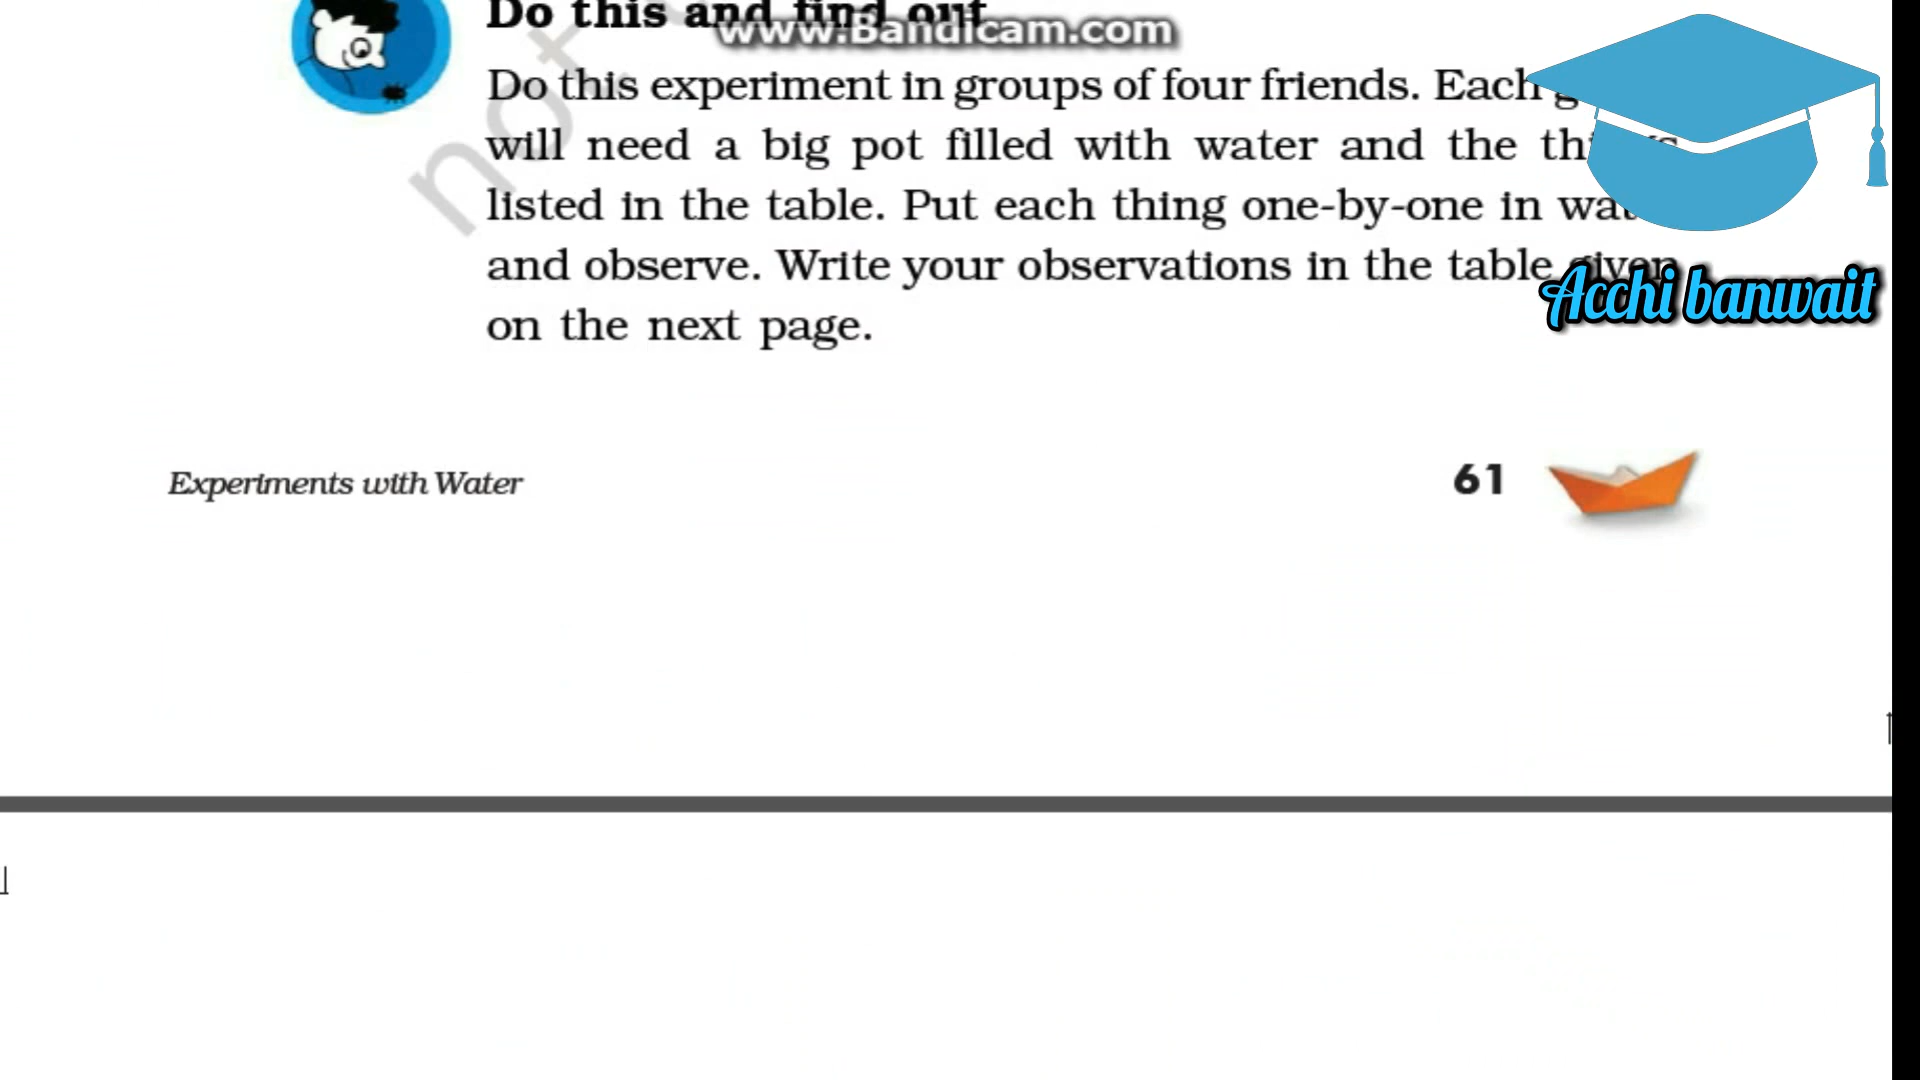 Do this and find out
www.Bandicam.com
Do this experiment in groups of four friends. Each
will need a big pot filled with water and the
listed in the table. Put each thing one-by-one in
and observe. Write your observations in the table given
on the next page.
Acchi banwait
not
Experiments with Water
61